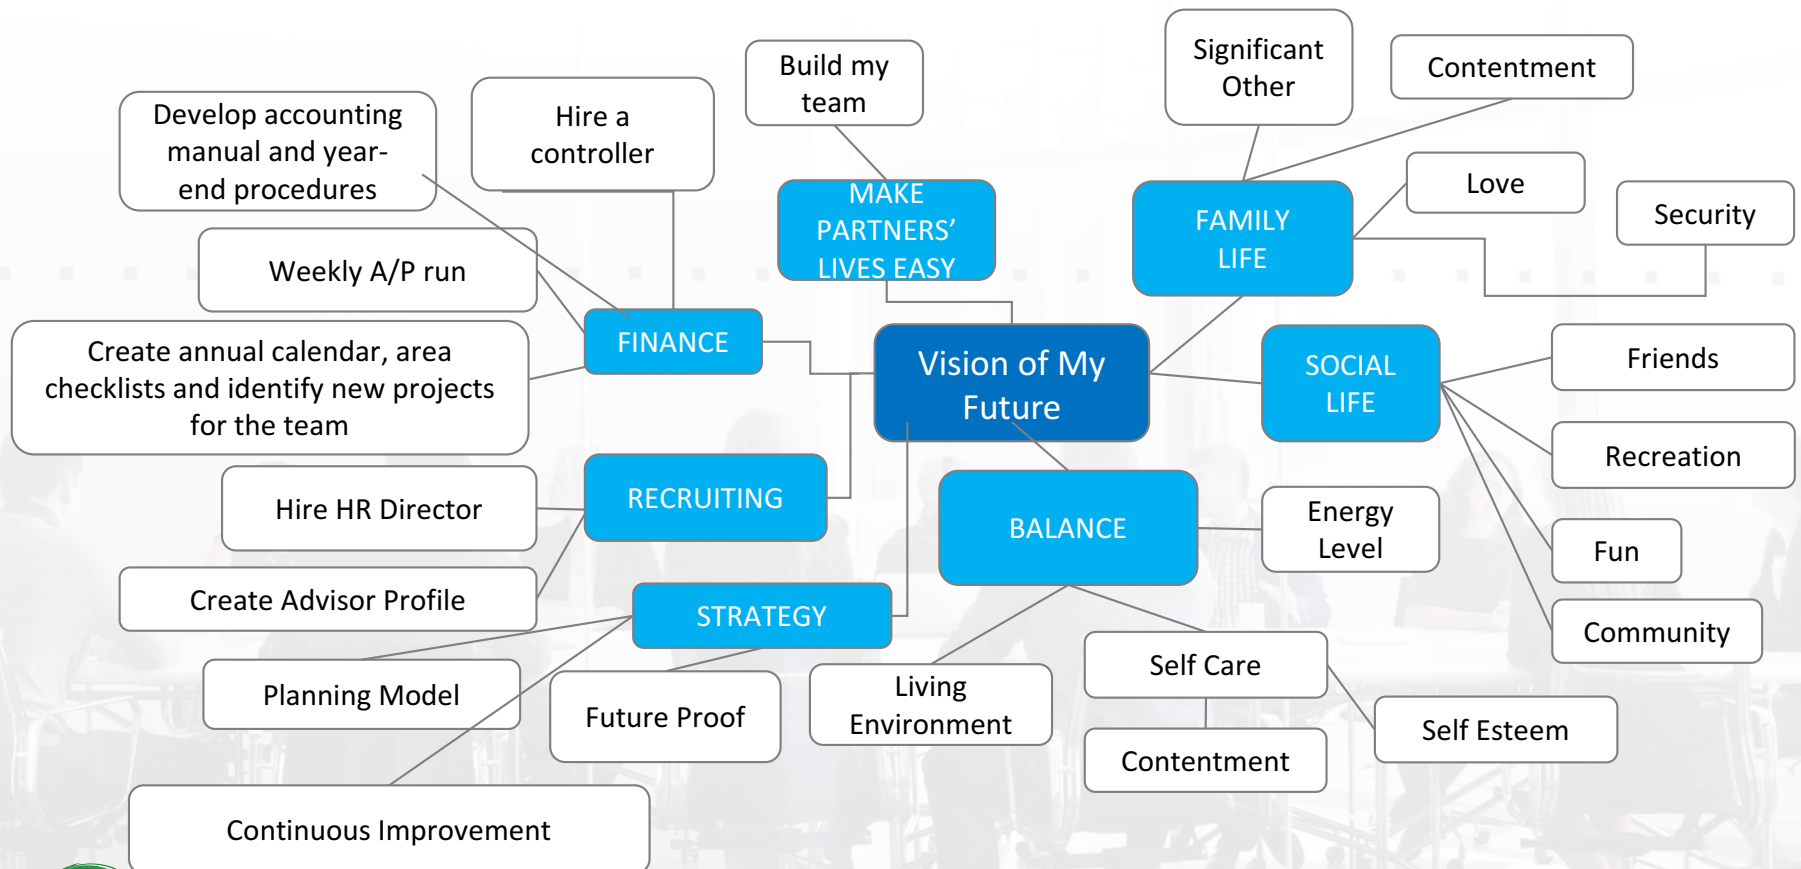 Significant
Other
Contentment
Build my
team
Develop accounting
manual and year-
end procedures
Hire a
controller
Love
Security
MAKE
PARTNERS’
LIVES EASY
FAMILY
LIFE
Weekly A/P run
FINANCE
Create annual calendar, area
checklists and identify new projects
for the team
Vision of My
Future
SOCIAL
LIFE
Friends
Recreation
Hire HR Director
RECRUITING
BALANCE
Energy
Level
Fun
Create Advisor Profile
STRATEGY
Community
Planning Model
Future Proof
Living
Environment
Self Care
Self Esteem
Contentment
Continuous Improvement